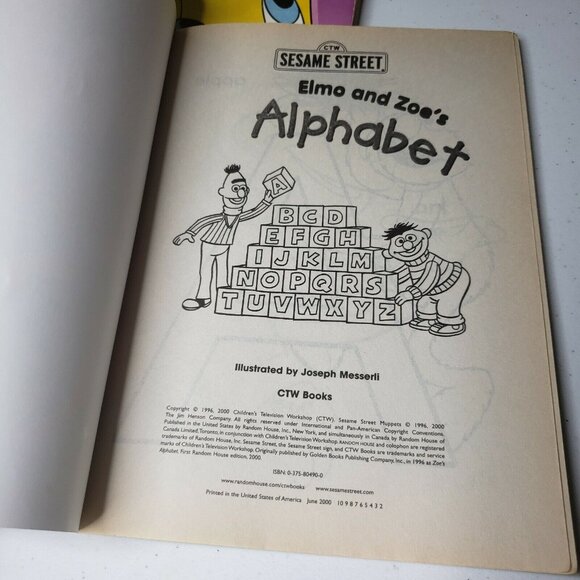 CTW
SESAME STREET®
Elmo and Zoe's
Alphabet
A
BCD
EFGH
IJKLM
NOPQRS
TUVWXYZ
Illustrated by Joseph Messerli
CTW Books
Copyright © 1996, 2000 Children's Television Workshop (CTW). Sesame Street Muppets © 1996, 2000
The Jim Henson Company. All rights reserved under International and Pan-American Copyright Conventions.
Published in the United States by Random House, Inc., New York, and simultaneously in Canada by Random House of
Canada Limited, Toronto, in conjunction with Children's Television Workshop. RANDOM HOUSE and colophon are registered
trademarks of Random House, Inc. Sesame Street, the Sesame Street sign, and CTW Books are trademarks and service
marks of Children's Television Workshop. Originally published by Golden Books Publishing Company, Inc., in 1996 as Zoe's
Alphabet. First Random House edition, 2000.
ISBN: 0-375-80490-0
www.randomhouse.com/ctwbooks www.sesamestreet.com
Printed in the United States of America June 2000 10 9 8 7 6 5 4 3 2